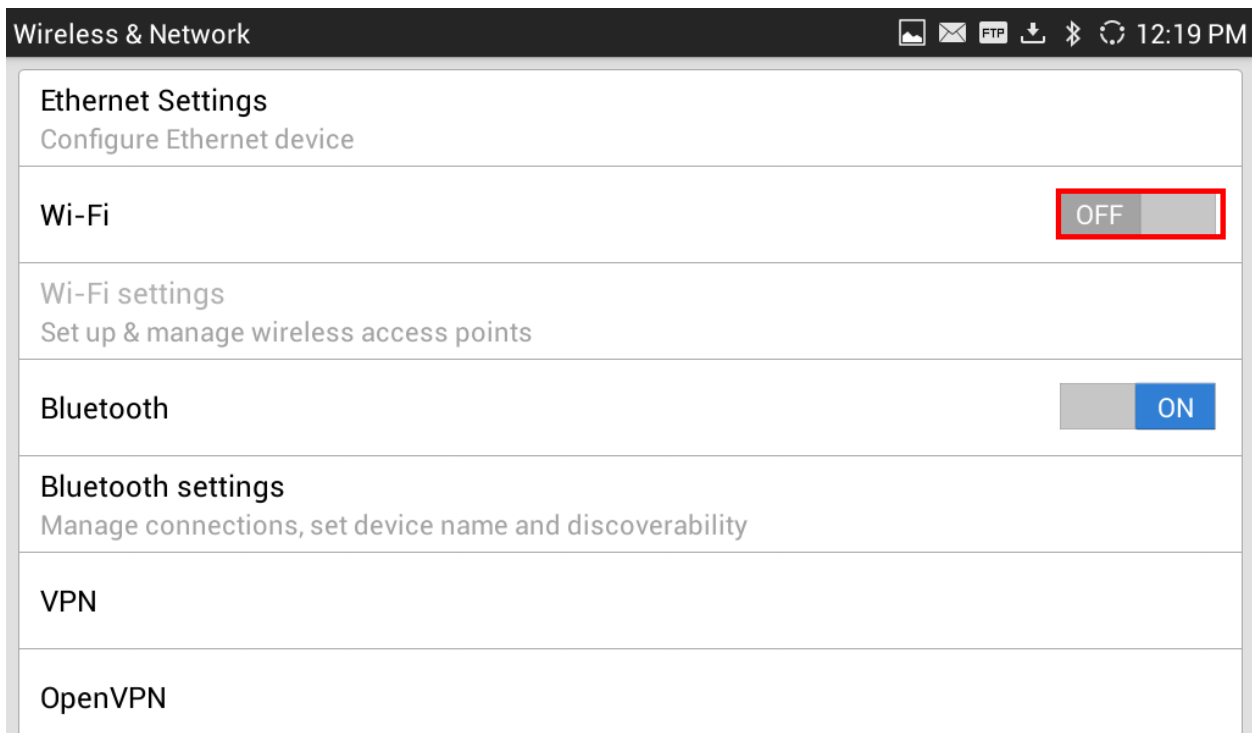 Wireless & Network FTP 12:19 PM
Ethernet Settings
Configure Ethernet device
Wi-Fi OFF
Wi-Fi settings
Set up & manage wireless access points
Bluetooth ON
Bluetooth settings
Manage connections, set device name and discoverability
VPN
OpenVPN